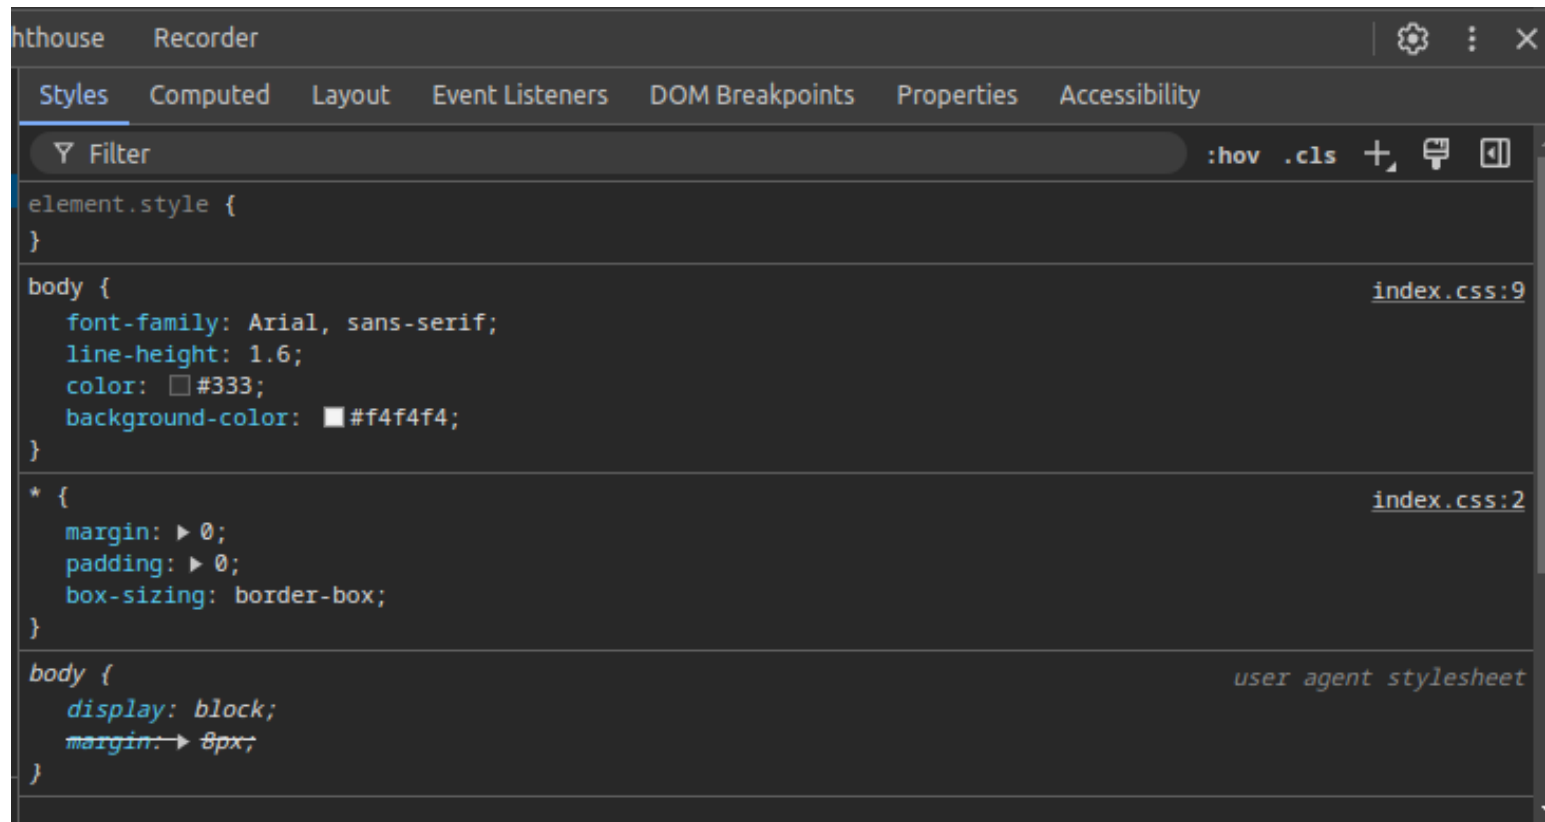 hthouse Recorder
Styles Computed Layout Event Listeners DOM Breakpoints Properties Accessibility
Filter :hov .cls
element.style {
}
body { index.css:9
font-family: Arial, sans-serif;
line-height: 1.6;
color: #333;
background-color: #f4f4f4;
}
* { index.css:2
margin: 0;
padding: 0;
box-sizing: border-box;
}
body { user agent stylesheet
display: block;
margin: 8px;
}